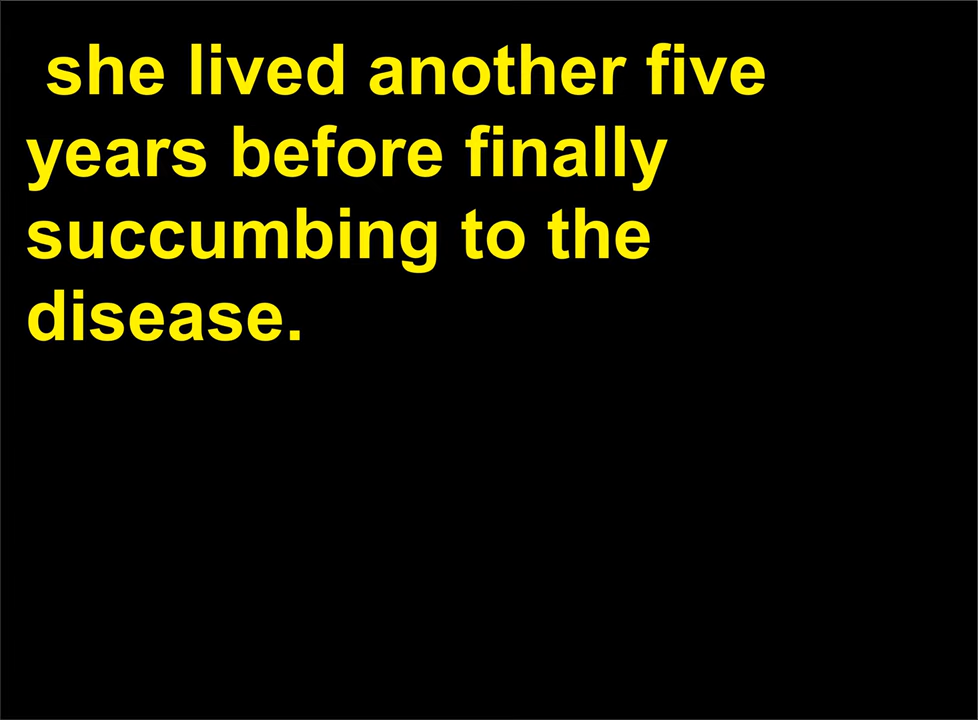 she lived another five
years before finally
succumbing to the
disease.